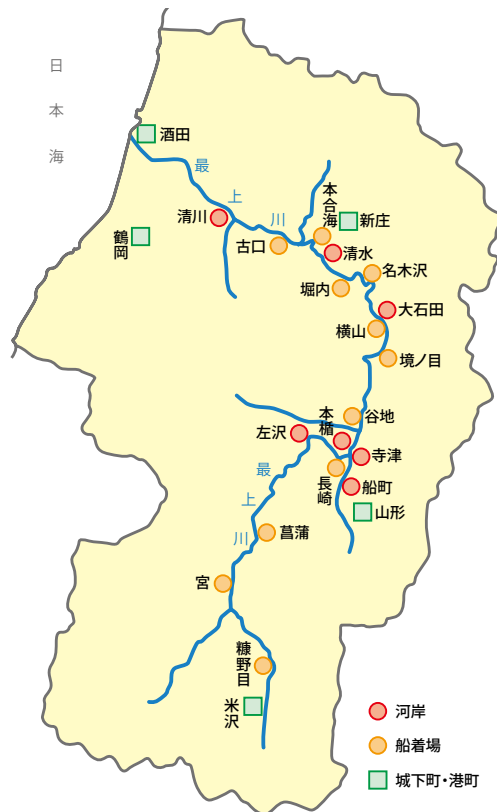 日本海
酒田
最上川
清川
鶴岡
古口
本合海
新庄
清水
名木沢
堀内
大石田
横山
境ノ目
谷地
本楯
左沢
寺津
長崎
船町
山形
最上川
菖蒲
宮
糠野目
米沢
河岸
船着場
城下町・港町